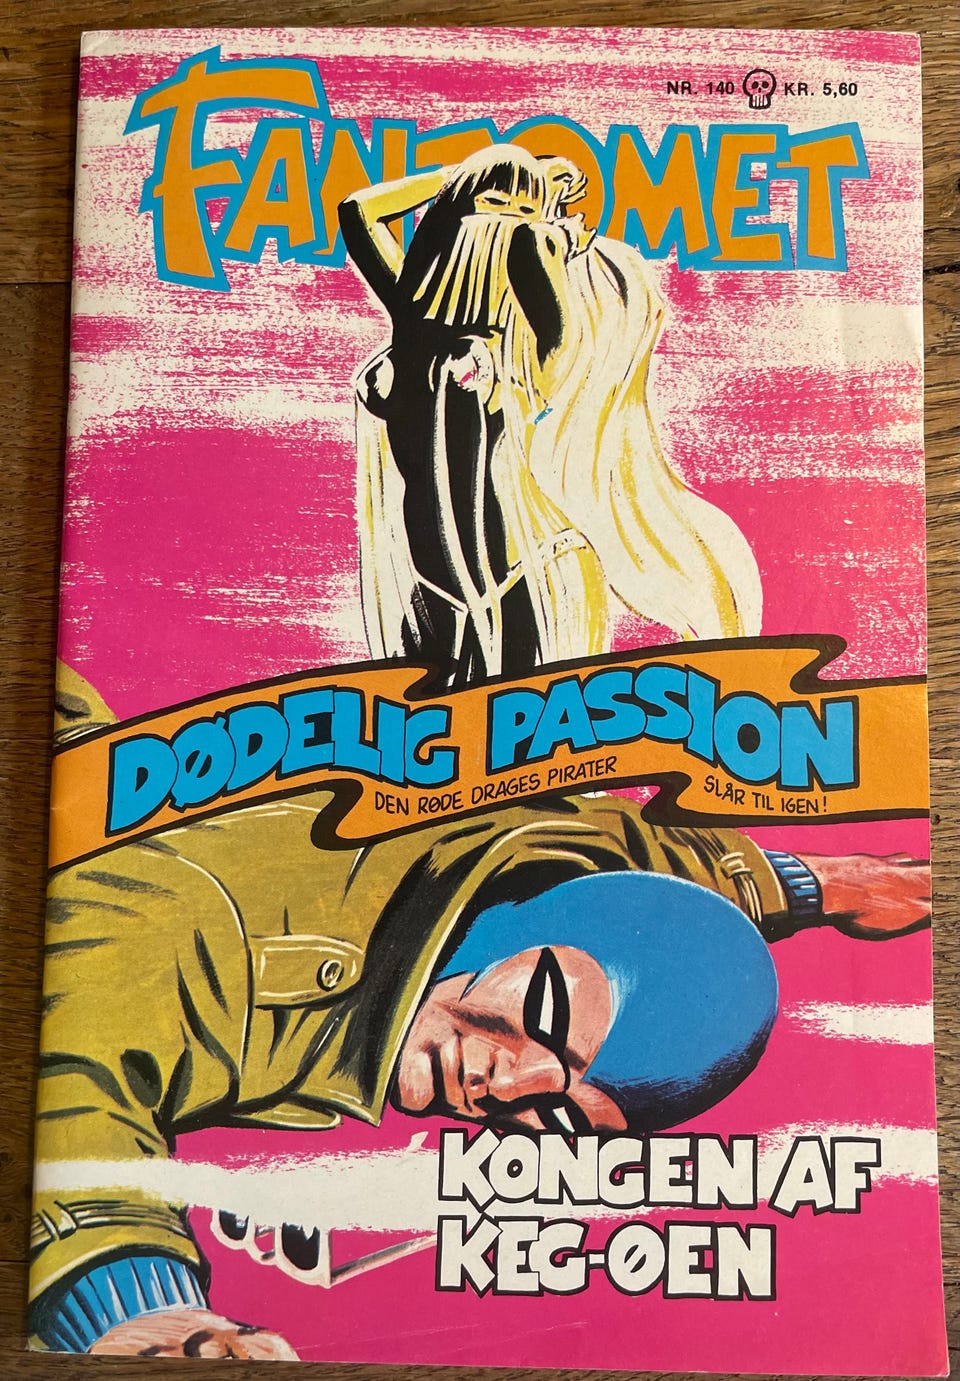 NR. 140 KR. 5,60
FANTOMET
DØDELIG PASSION
DEN RØDE DRAGES PIRATER SLÅR TIL IGEN!
KONGEN AF
KEG-ØEN